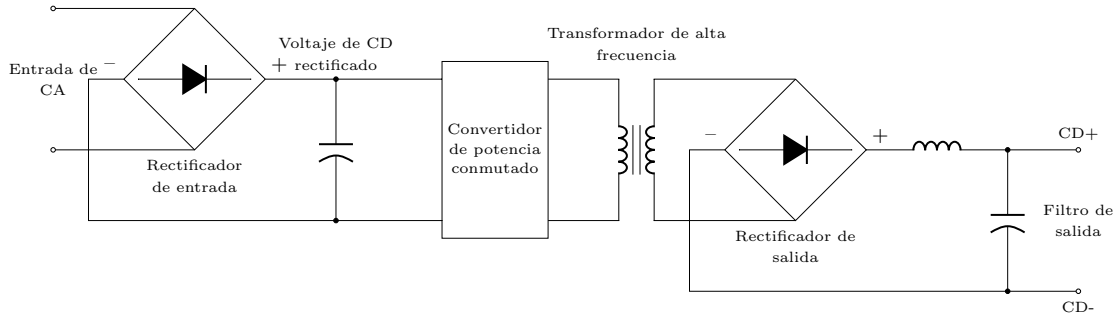 Entrada de
CA
−
+
Rectificador
de entrada
Voltaje de CD
rectificado
Convertidor
de potencia
conmutado
Transformador de alta
frecuencia
−
+
Rectificador de
salida
CD+
Filtro de
salida
CD-